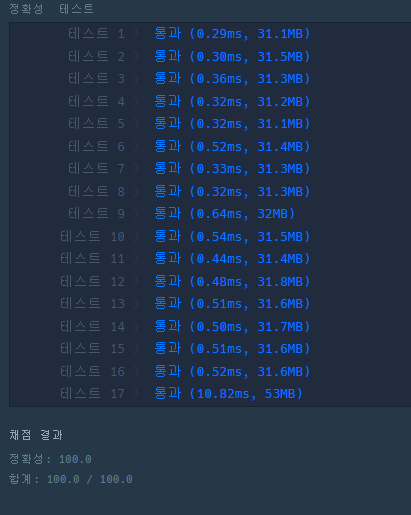 정확성 테스트
테스트 1 〉 통과 (0.29ms, 31.1MB)
테스트 2 〉 통과 (0.30ms, 31.5MB)
테스트 3 〉 통과 (0.36ms, 31.3MB)
테스트 4 〉 통과 (0.32ms, 31.2MB)
테스트 5 〉 통과 (0.32ms, 31.1MB)
테스트 6 〉 통과 (0.52ms, 31.4MB)
테스트 7 〉 통과 (0.33ms, 31.3MB)
테스트 8 〉 통과 (0.32ms, 31.3MB)
테스트 9 〉 통과 (0.64ms, 32MB)
테스트 10 〉 통과 (0.54ms, 31.5MB)
테스트 11 〉 통과 (0.44ms, 31.4MB)
테스트 12 〉 통과 (0.48ms, 31.8MB)
테스트 13 〉 통과 (0.51ms, 31.6MB)
테스트 14 〉 통과 (0.50ms, 31.7MB)
테스트 15 〉 통과 (0.51ms, 31.6MB)
테스트 16 〉 통과 (0.52ms, 31.6MB)
테스트 17 〉 통과 (10.82ms, 53MB)
채점 결과
정확성: 100.0
합계: 100.0 / 100.0